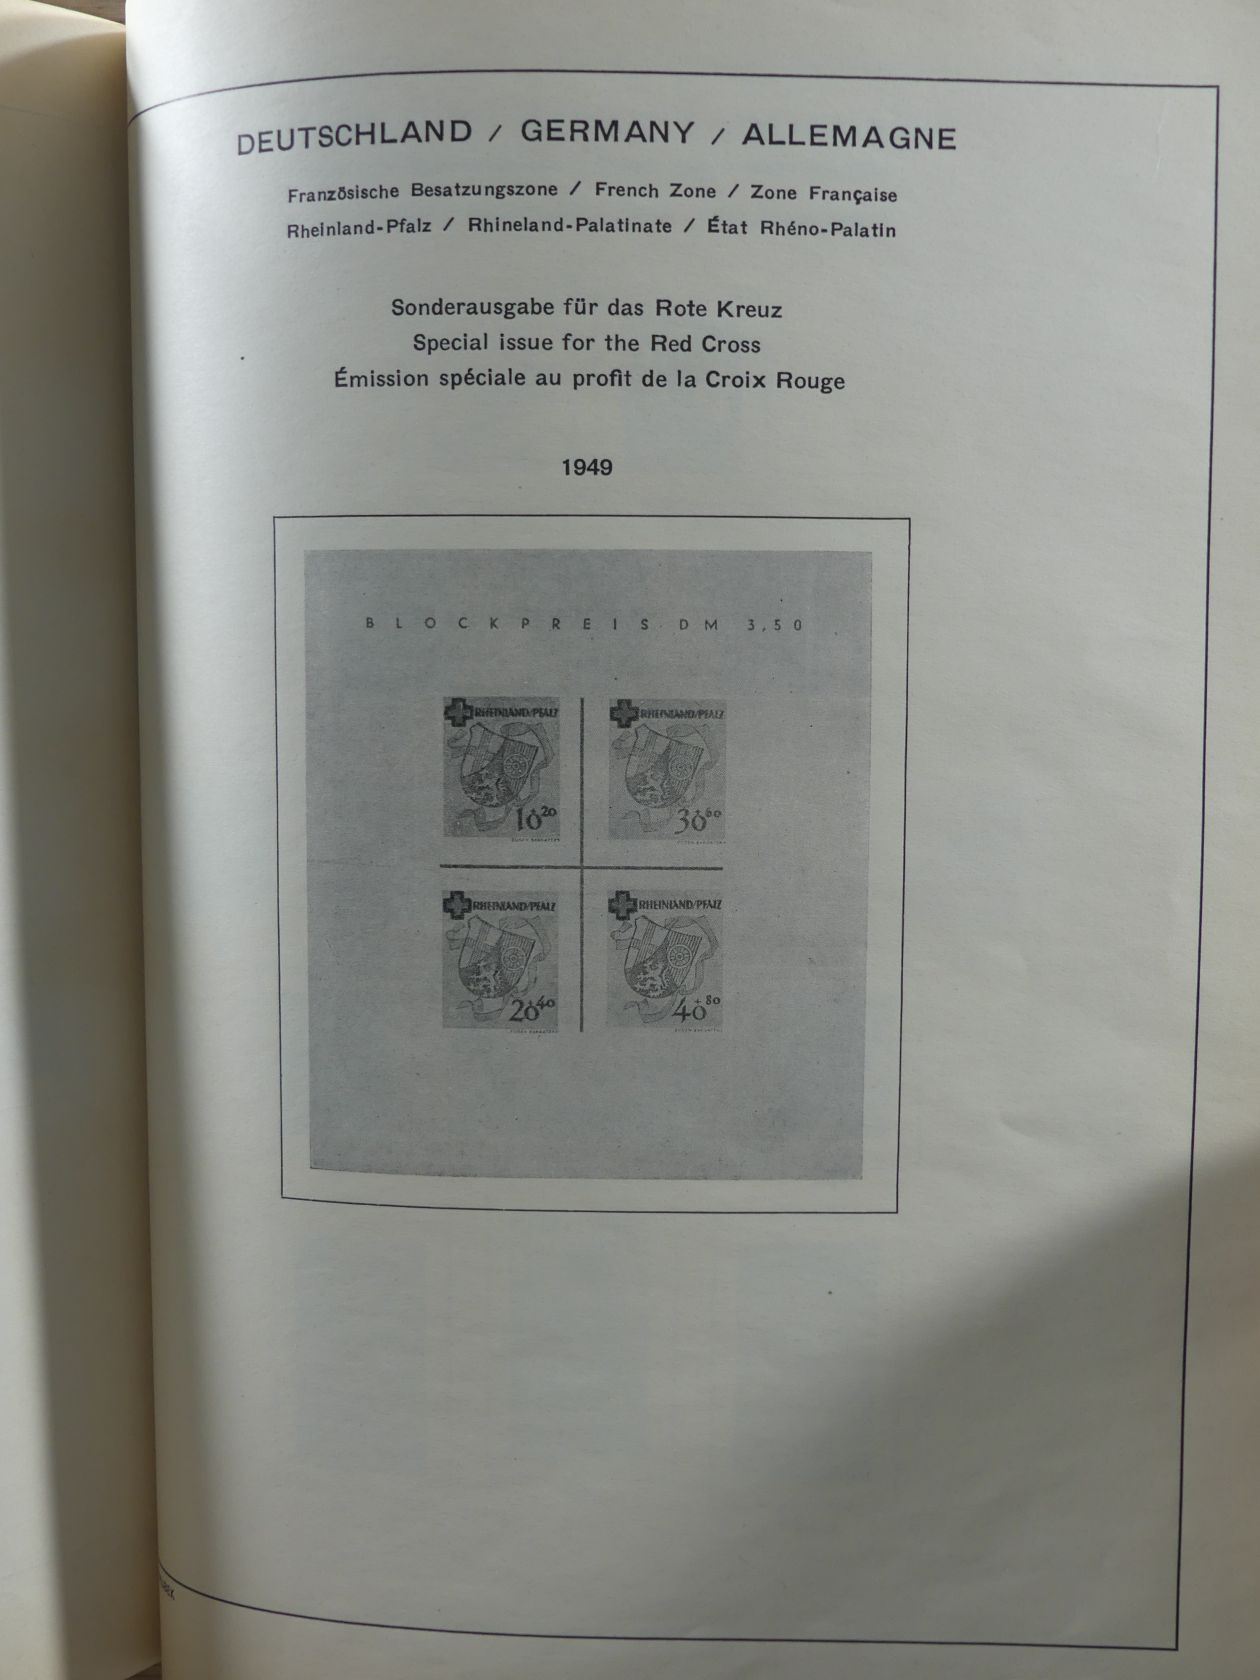 DEUTSCHLAND / GERMANY / ALLEMAGNE
Französische Besatzungszone / French Zone / Zone Française
Rheinland-Pfalz / Rhineland-Palatinate / État Rhéno-Palatin
Sonderausgabe für das Rote Kreuz
Special issue for the Red Cross
Émission spéciale au profit de la Croix Rouge
1949
BLOCKPREIS DM 3,50
RHEINLAND/PFALZ
10+20
RHEINLAND/PFALZ
30+60
RHEINLAND/PFALZ
20+40
RHEINLAND/PFALZ
40+80